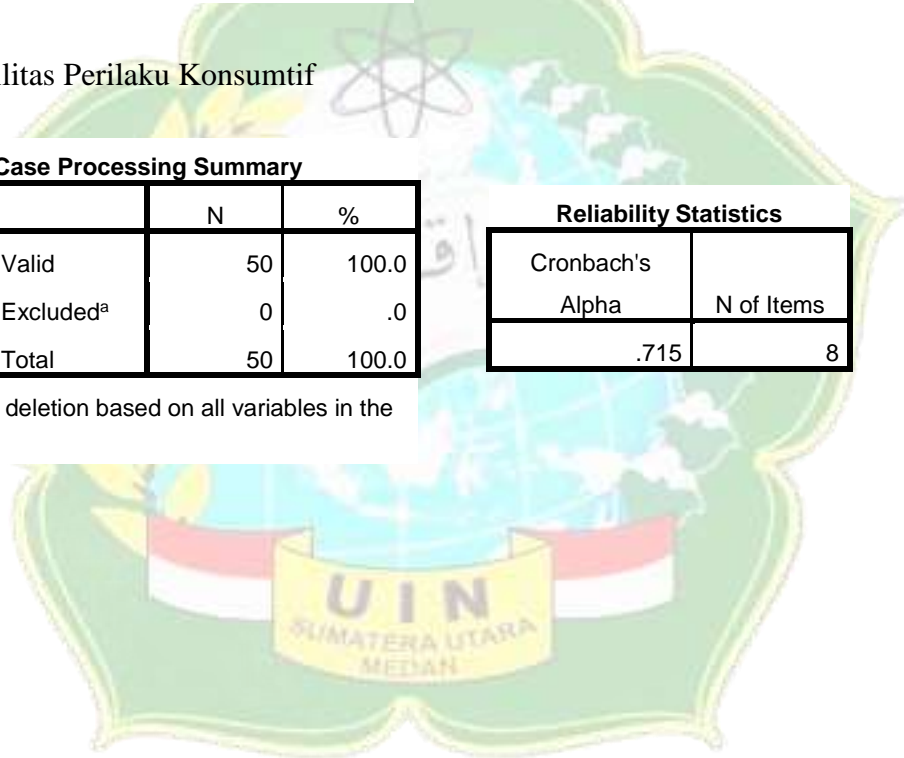 litas Perilaku Konsumtif
Case Processing Summary
N %
Valid 50 100.0
Excludedᵃ 0 .0
Total 50 100.0
deletion based on all variables in the
Reliability Statistics
Cronbach's
Alpha N of Items
.715 8
UIN
SUMATERA UTARA
MEDAN